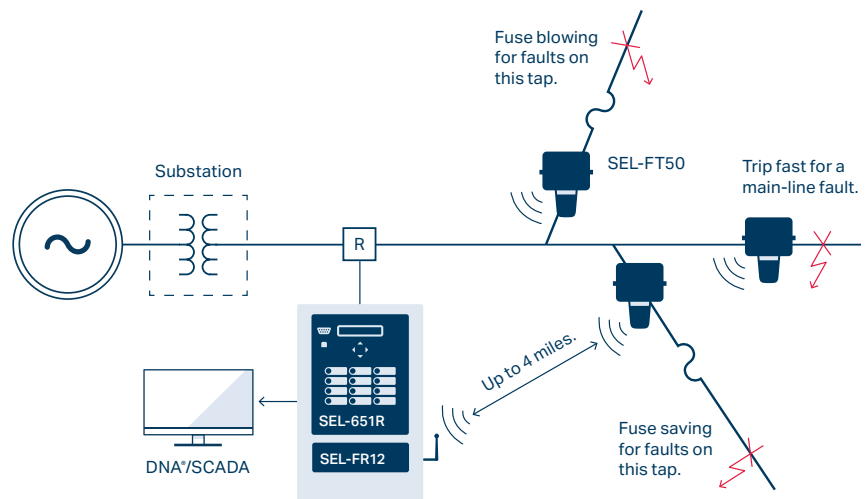 Fuse blowing
for faults on
this tap.
Substation
SEL-FT50
Trip fast for a
main-line fault.
R
Up to 4 miles.
SEL-651R
SEL-FR12
DNA®/SCADA
Fuse saving
for faults on
this tap.